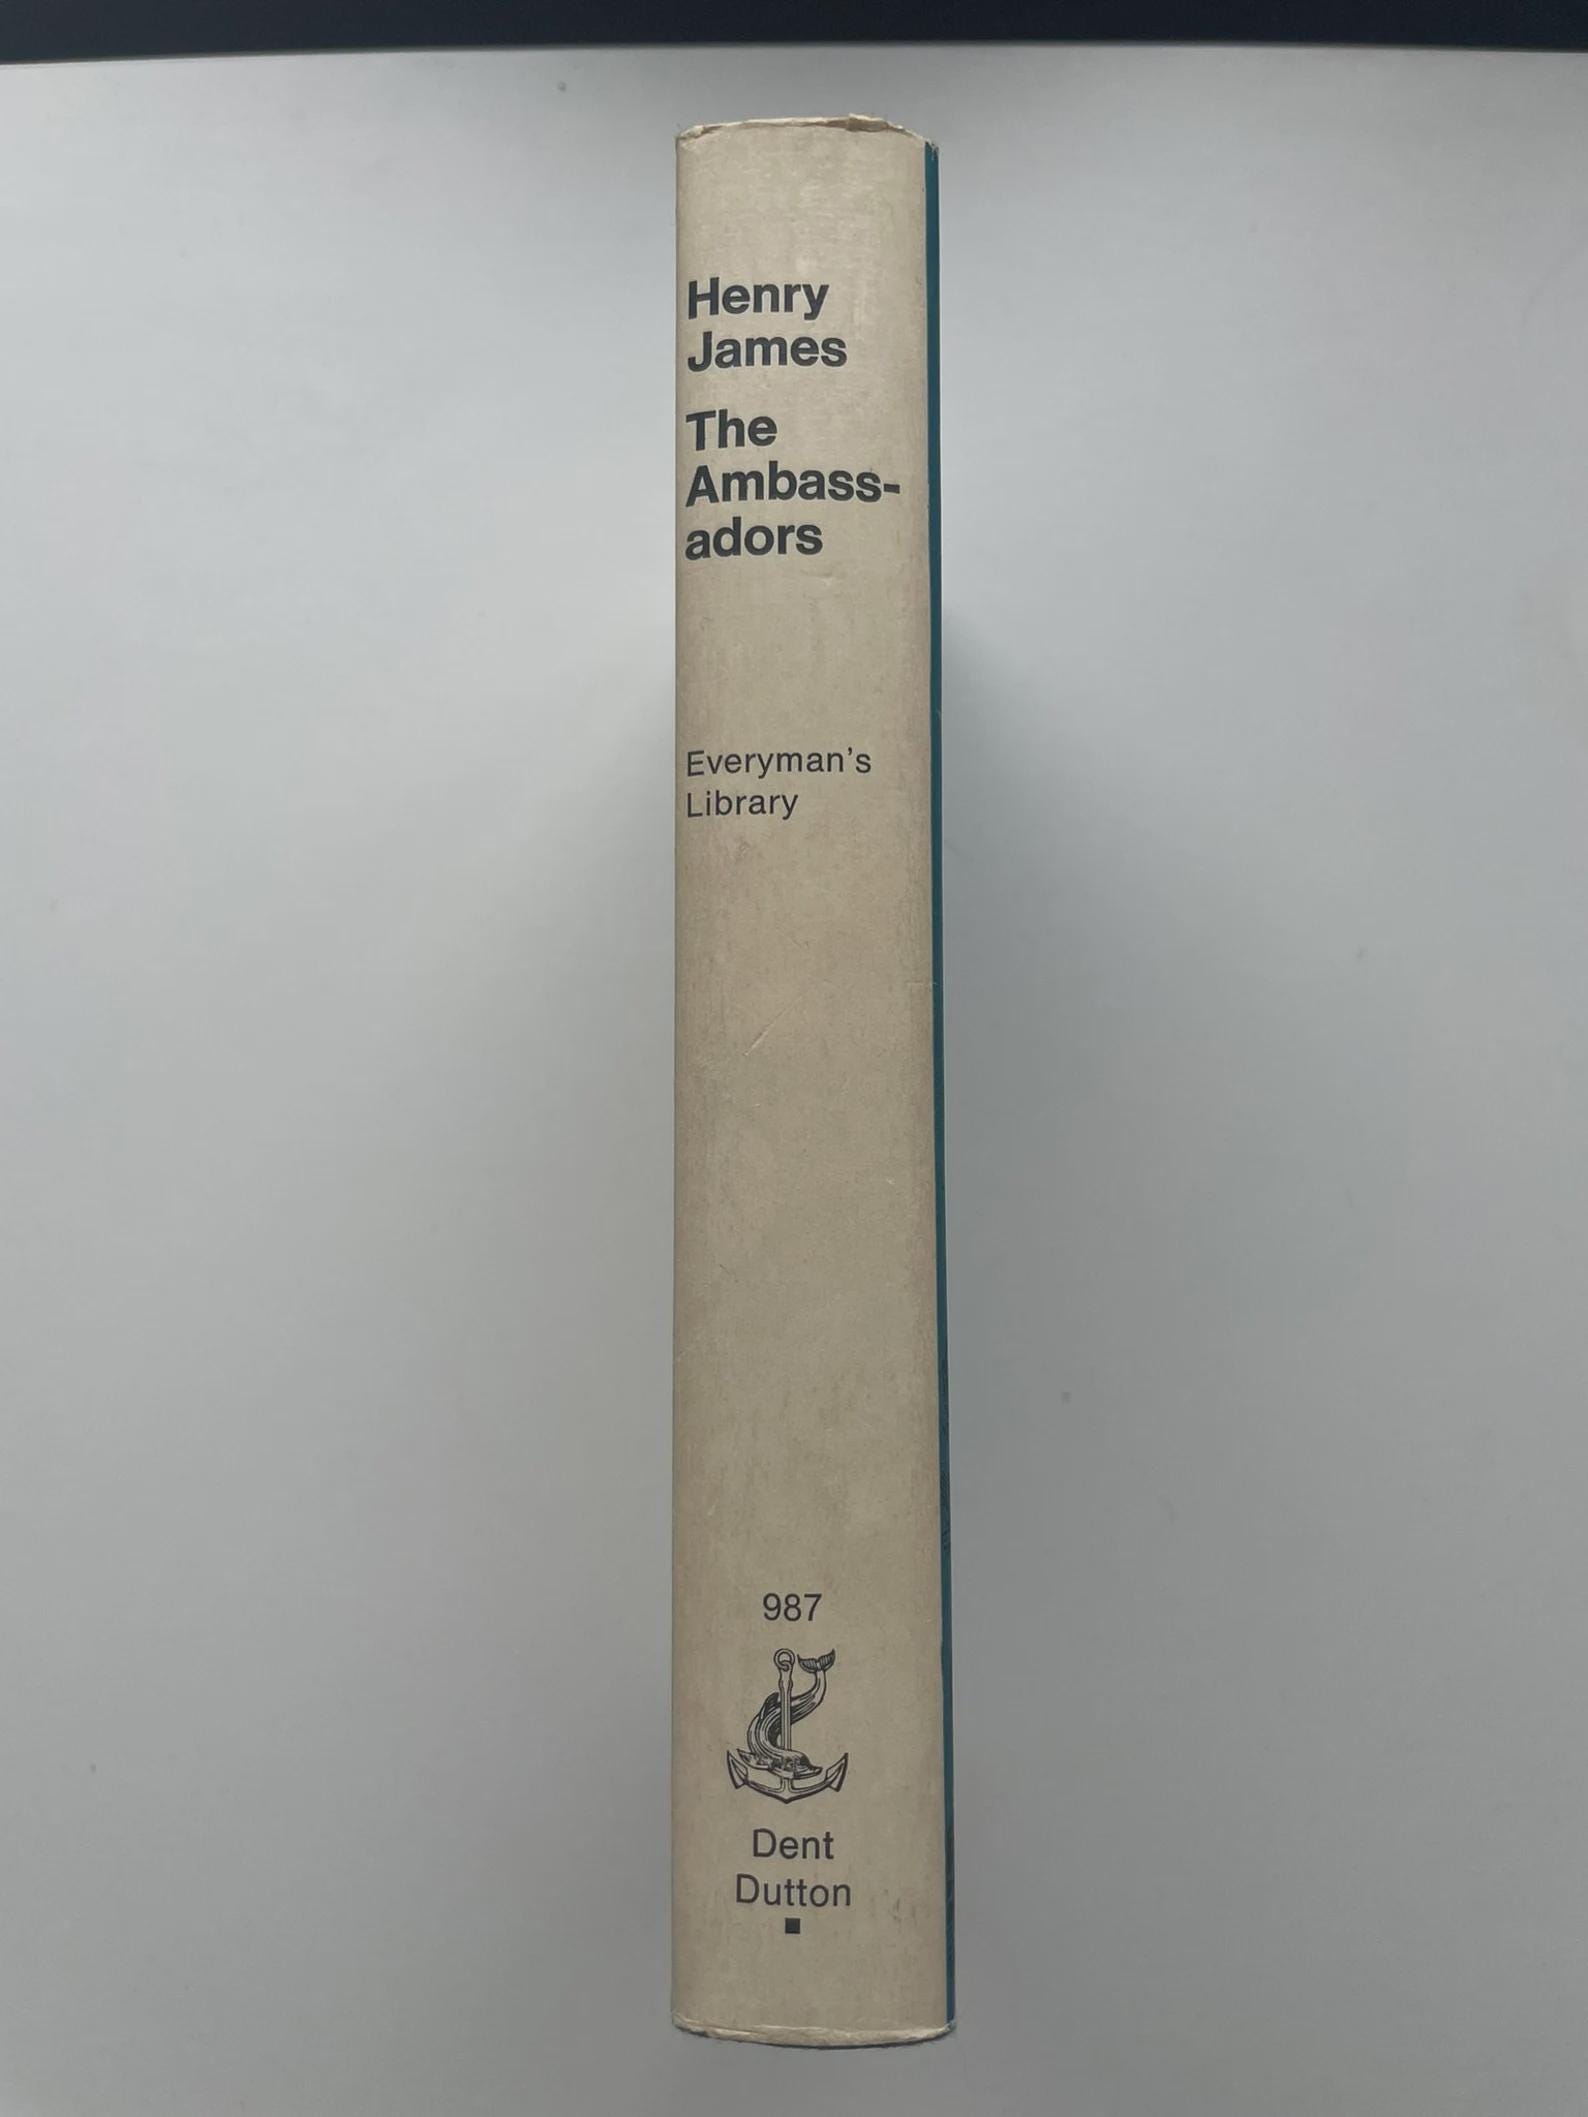 Henry
James
The
Ambass-
adors
Everyman's
Library
987
Dent
Dutton